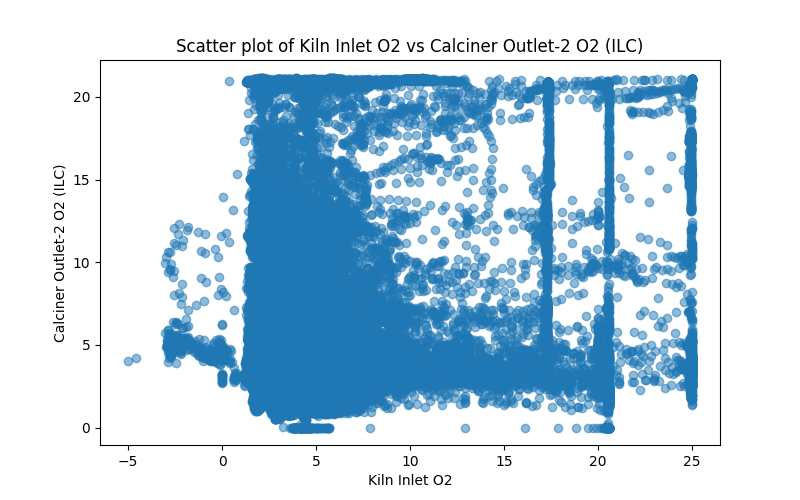 Scatter plot of Kiln Inlet O2 vs Calciner Outlet-2 O2 (ILC)
20
15
10
5
0
Calciner Outlet-2 O2 (ILC)
−5 0 5 10 15 20 25
Kiln Inlet O2